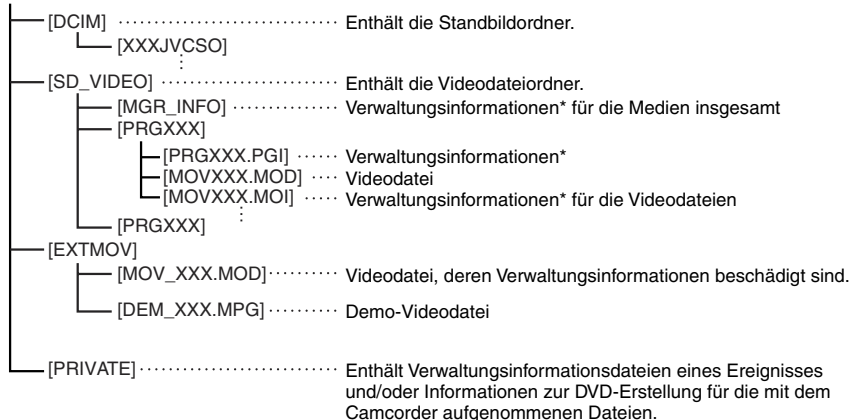 [DCIM] Enthält die Standbildordner.
[XXXJVCSO]
[SD_VIDEO] Enthält die Videodateiordner.
[MGR_INFO] Verwaltungsinformationen* für die Medien insgesamt
[PRGXXX]
[PRGXXX.PGI] Verwaltungsinformationen*
[MOVXXX.MOD] Videodatei
[MOVXXX.MOI] Verwaltungsinformationen* für die Videodateien
[PRGXXX]
[EXTMOV]
[MOV_XXX.MOD] Videodatei, deren Verwaltungsinformationen beschädigt sind.
[DEM_XXX.MPG] Demo-Videodatei
[PRIVATE] Enthält Verwaltungsinformationsdateien eines Ereignisses
und/oder Informationen zur DVD-Erstellung für die mit dem
Camcorder aufgenommenen Dateien.